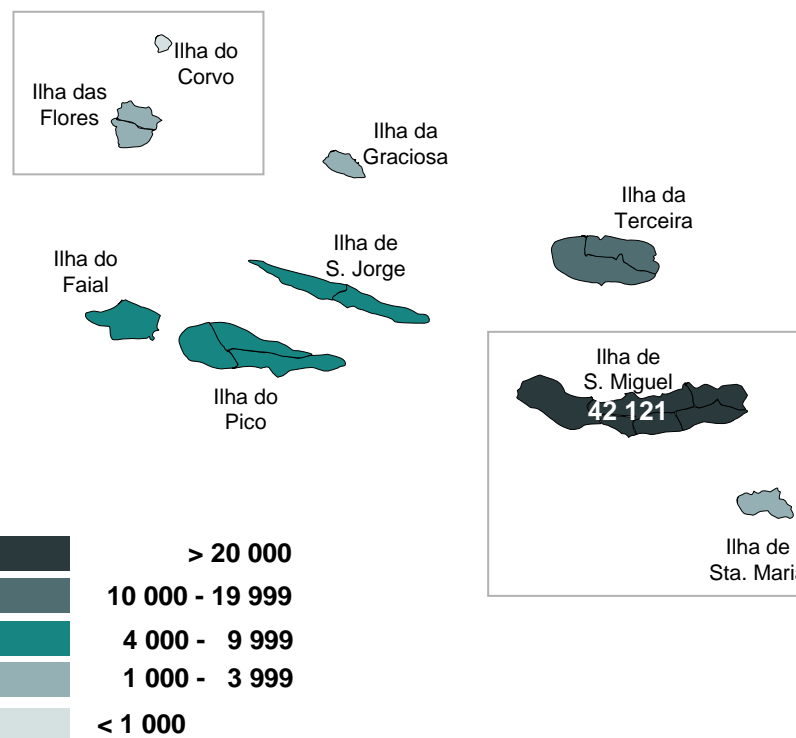 Ilha do
Corvo
Ilha das
Flores
Ilha da
Graciosa
Ilha da
Terceira
Ilha de
S. Jorge
Ilha do
Faial
Ilha do
Pico
Ilha de
S. Miguel
42 121
Ilha de
Sta. Maria
> 20 000
10 000 - 19 999
4 000 - 9 999
1 000 - 3 999
< 1 000